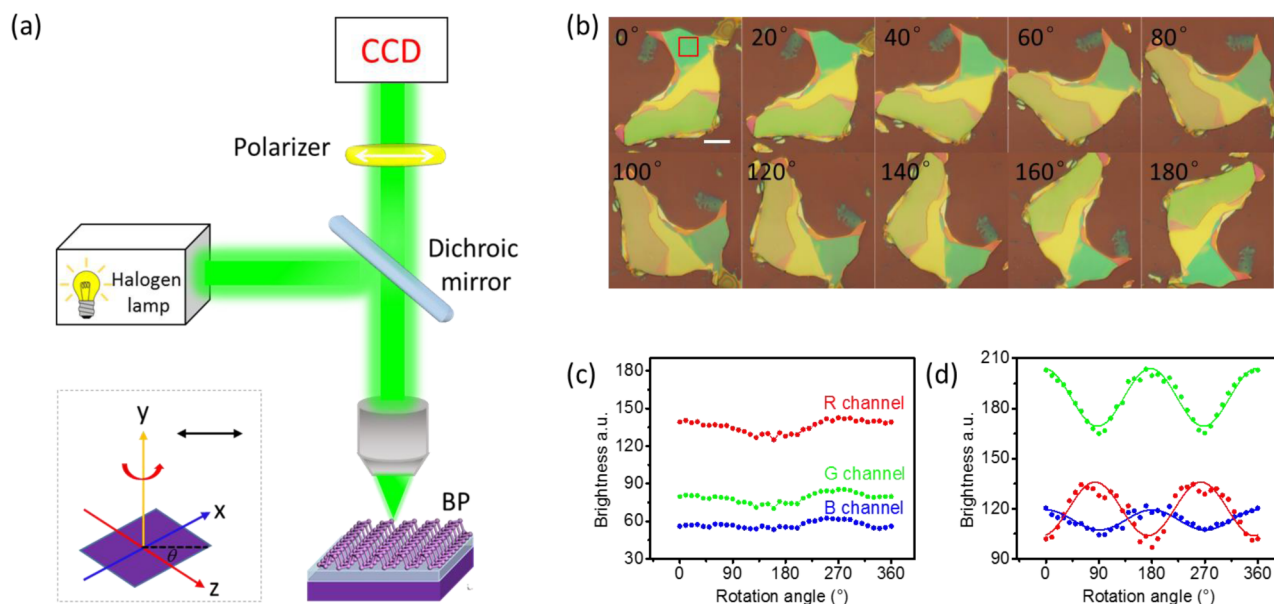 (a)
CCD
Polarizer
Dichroic
mirror
Halogen
lamp
BP
y
x
θ
z
(b)
0°
20°
40°
60°
80°
100°
120°
140°
160°
180°
(c)
Brightness a.u.
180
150
120
90
60
30
R channel
G channel
B channel
0 90 180 270 360
Rotation angle (°)
(d)
Brightness a.u.
210
180
150
120
90
0 90 180 270 360
Rotation angle (°)